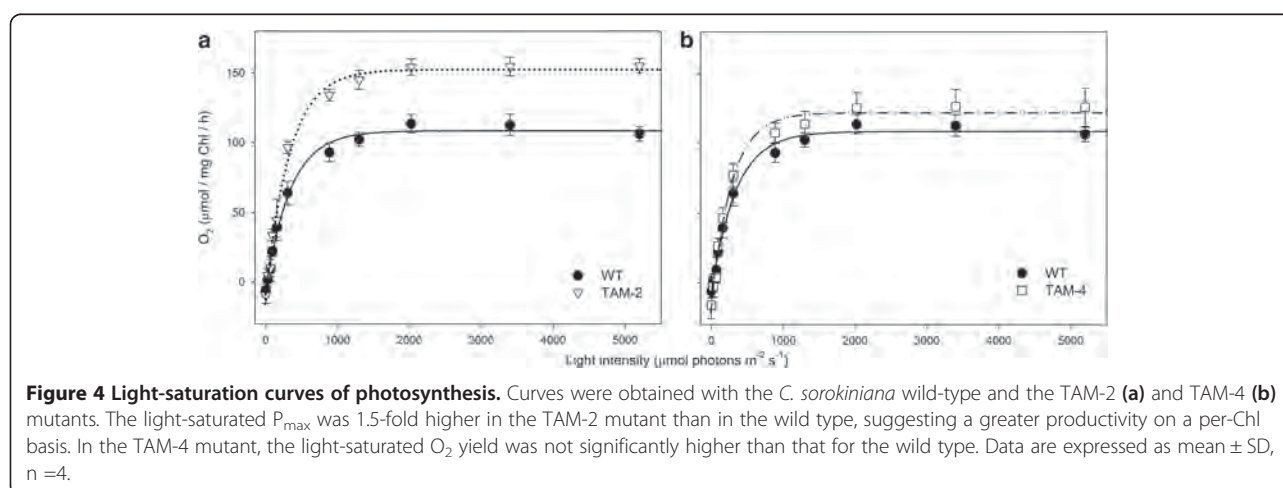 a
b
150
100
50
0
O₂ (µmol / mg Chl / h)
WT
TAM-2
WT
TAM-4
0 1000 2000 3000 4000 5000
1000 2000 3000 4000 5000
Light intensity (µmol photons m⁻² s⁻¹)
Figure 4 Light-saturation curves of photosynthesis. Curves were obtained with the C. sorokiniana wild-type and the TAM-2 (a) and TAM-4 (b)
mutants. The light-saturated Pmax was 1.5-fold higher in the TAM-2 mutant than in the wild type, suggesting a greater productivity on a per-Chl
basis. In the TAM-4 mutant, the light-saturated O₂ yield was not significantly higher than that for the wild type. Data are expressed as mean ± SD,
n =4.